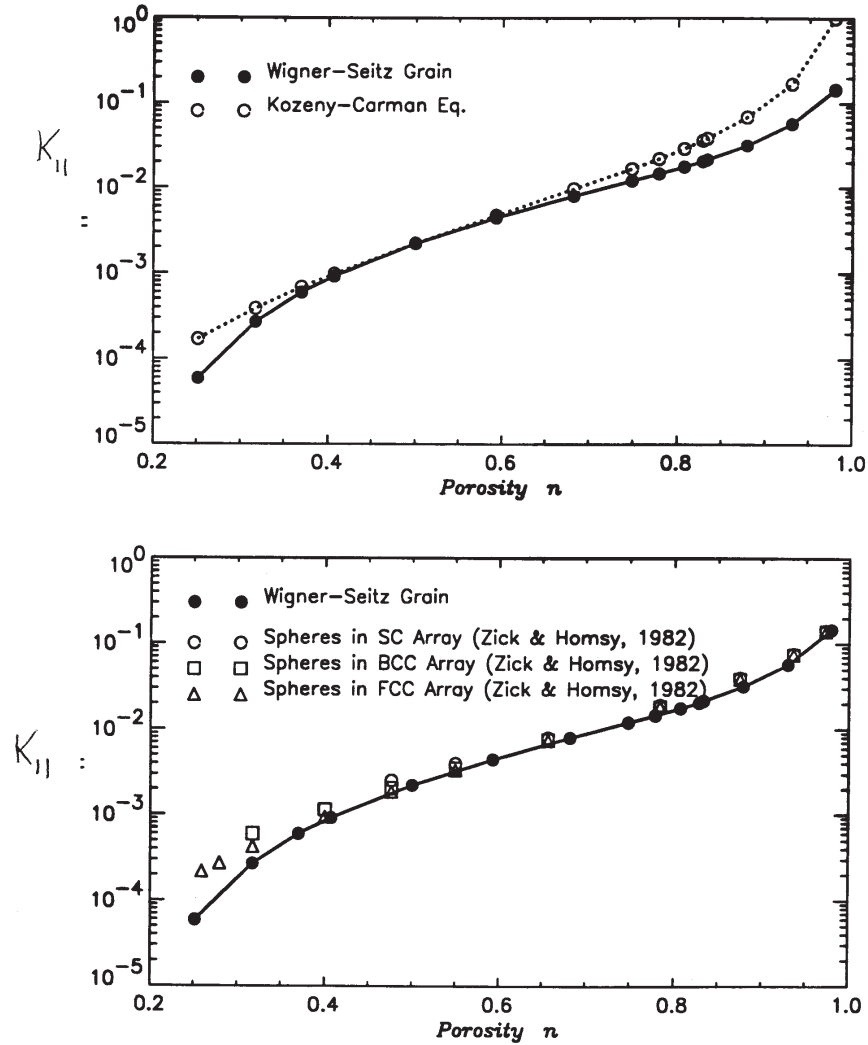 10^0
Wigner-Seitz Grain
Kozeny-Carman Eq.
10^-1
K_11
10^-2
10^-3
10^-4
10^-5
0.2 0.4 0.6 0.8 1.0
Porosity n
10^0
Wigner-Seitz Grain
10^-1
Spheres in SC Array (Zick & Homsy, 1982)
Spheres in BCC Array (Zick & Homsy, 1982)
Spheres in FCC Array (Zick & Homsy, 1982)
10^-2
K_11
10^-3
10^-4
10^-5
0.2 0.4 0.6 0.8 1.0
Porosity n